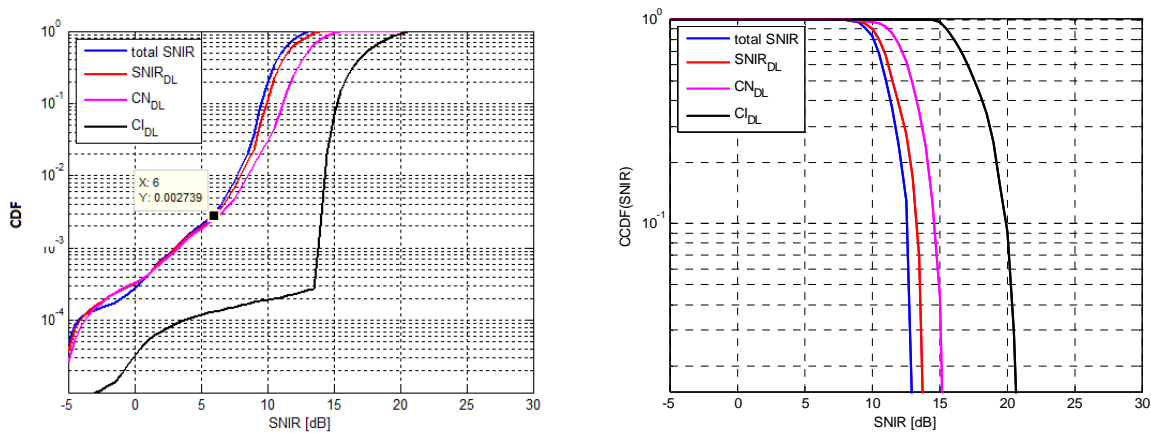 10^0
10^-1
10^-2
10^-3
10^-4
CDF
total SNIR
SNIR_DL
CN_DL
CI_DL
X: 6
Y: 0.002739
-5 0 5 10 15 20 25 30
SNIR [dB]
10^0
10^-1
CCDF(SNIR)
total SNIR
SNIR_DL
CN_DL
CI_DL
-5 0 5 10 15 20 25 30
SNIR [dB]